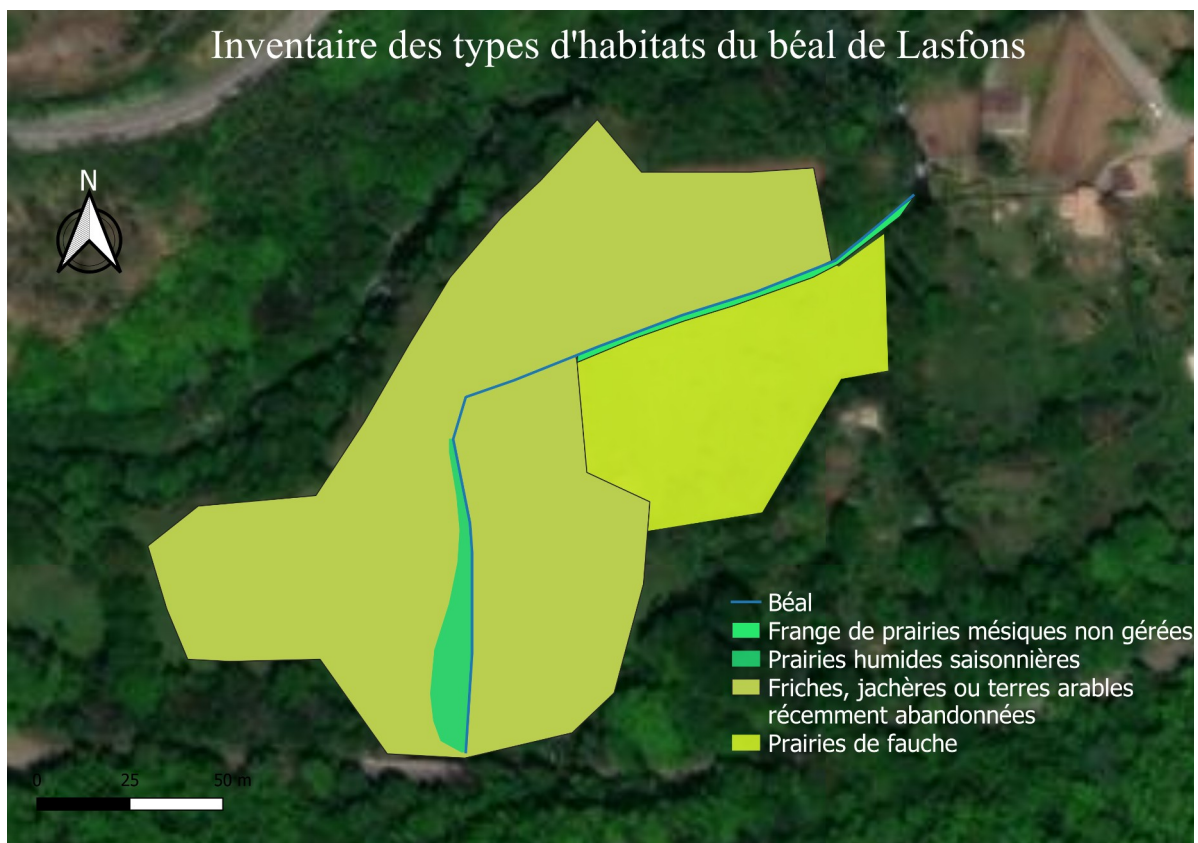 Inventaire des types d'habitats du béal de Lasfons
N
Béal
Frange de prairies mésiques non gérées
Prairies humides saisonnières
Friches, jachères ou terres arables
récemment abandonnées
Prairies de fauche
0 25 50 m